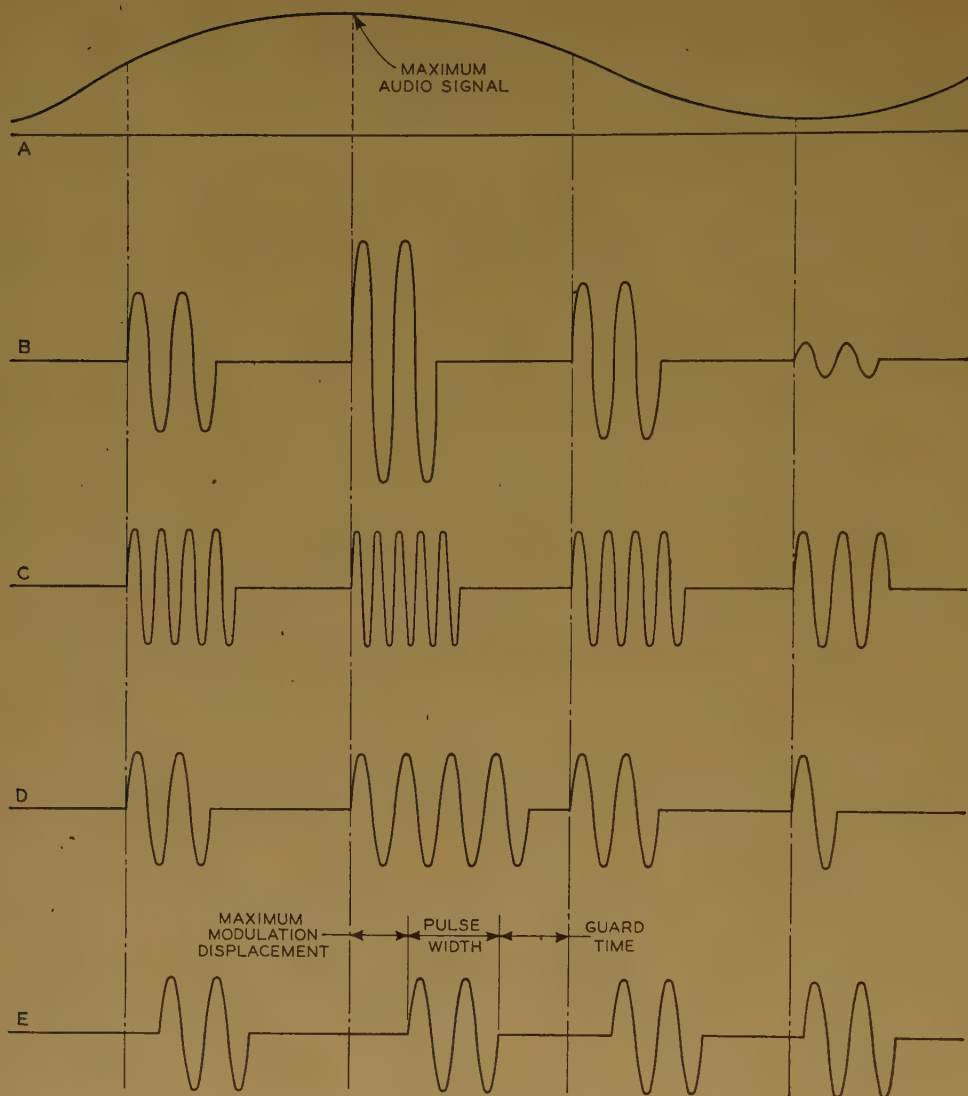 MAXIMUM
AUDIO SIGNAL
A
B
C
D
MAXIMUM
MODULATION
DISPLACEMENT
PULSE
WIDTH
GUARD
TIME
E